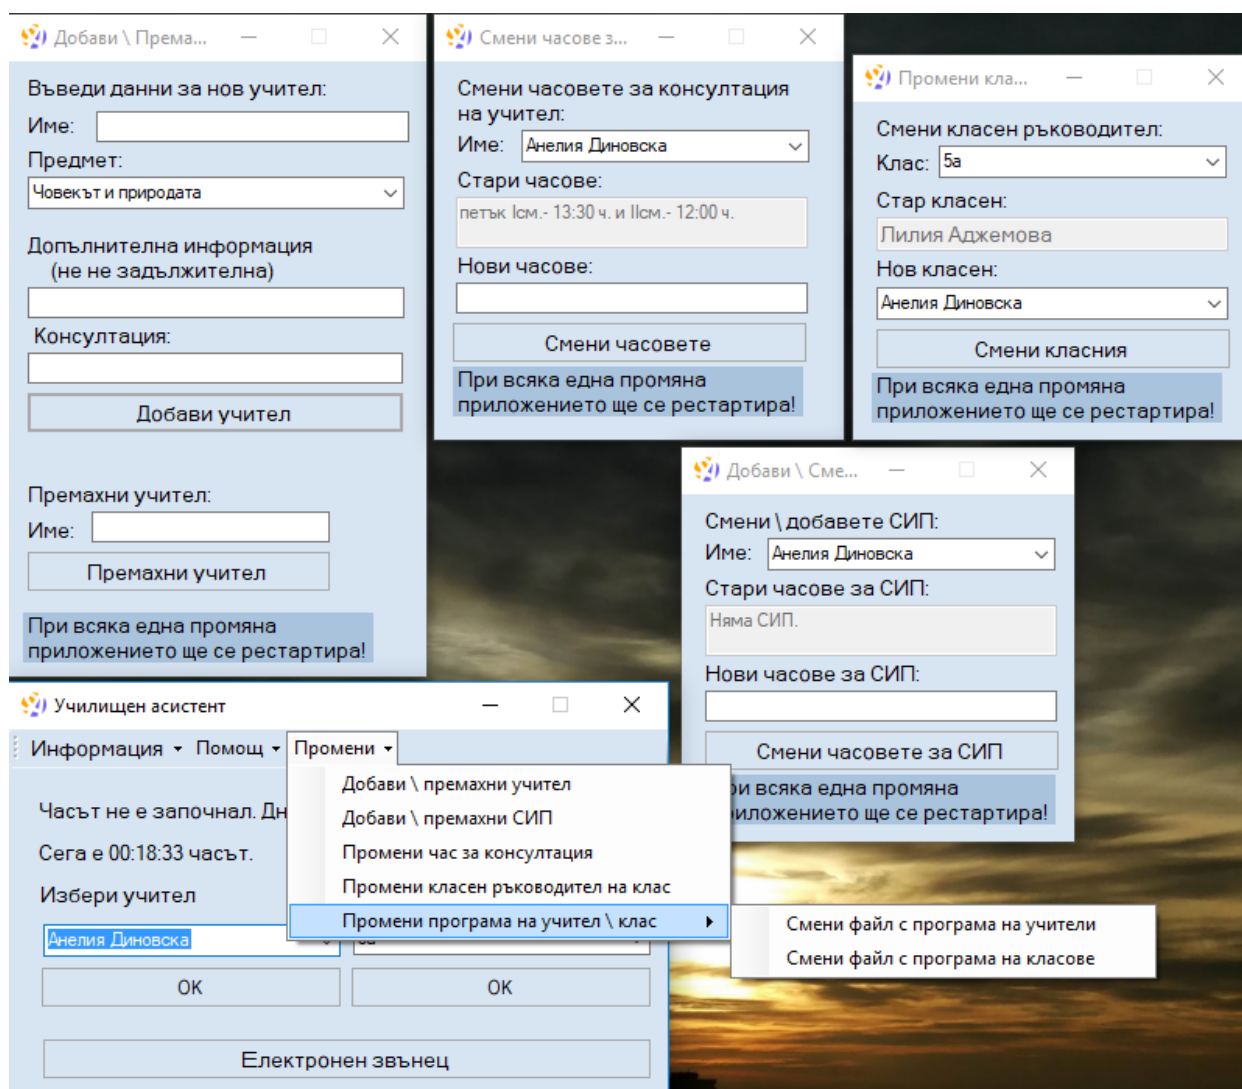 Добави \ Према...
Въведи данни за нов учител:
Име:
Предмет:
Човекът и природата
Допълнителна информация
(не не задължителна)
Консултация:
Добави учител
Премахни учител:
Име:
Премахни учител
При всяка една промяна
приложението ще се рестартира!
Смени часове з...
Смени часовете за консултация
на учител:
Име: Анелия Диновска
Стари часове:
петък Iсм.- 13:30 ч. и IIсм.- 12:00 ч.
Нови часове:
Смени часовете
При всяка една промяна
приложението ще се рестартира!
Промени кла...
Смени класен ръководител:
Клас: 5а
Стар класен:
Лилия Аджемова
Нов класен:
Анелия Диновска
Смени класния
При всяка една промяна
приложението ще се рестартира!
Добави \ Сме...
Смени \ добавете СИП:
Име: Анелия Диновска
Стари часове за СИП:
Няма СИП.
Нови часове за СИП:
Смени часовете за СИП
ри всяка една промяна
иложението ще се рестартира!
Училищен асистент
Информация Помощ Промени
Добави \ премахни учител
Добави \ премахни СИП
Промени час за консултация
Промени класен ръководител на клас
Промени програма на учител \ клас
Смени файл с програма на учители
Смени файл с програма на класове
Часът не е започнал. Дн
Сега е 00:18:33 часът.
Избери учител
Анелия Диновска
OK OK
Електронен звънец